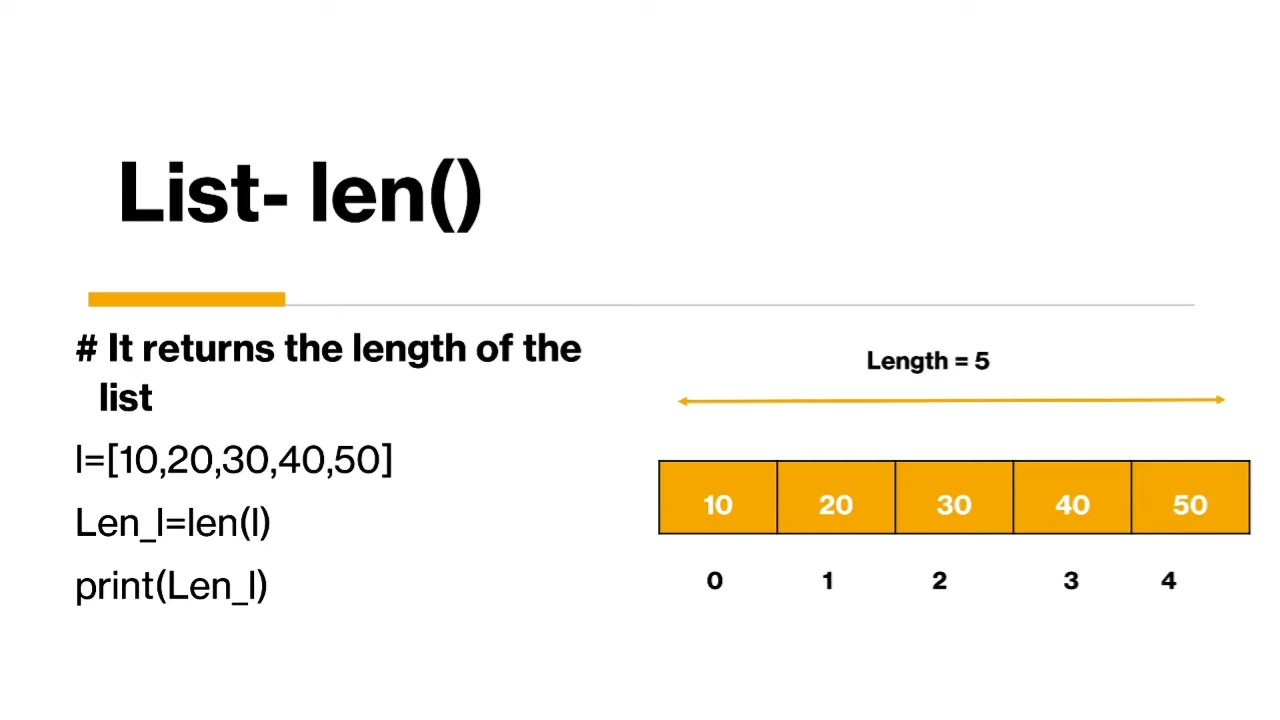 List- len()
# It returns the length of the
list
l=[10,20,30,40,50]
Len_l=len(l)
print(Len_l)
Length = 5
10 20 30 40 50
0 1 2 3 4